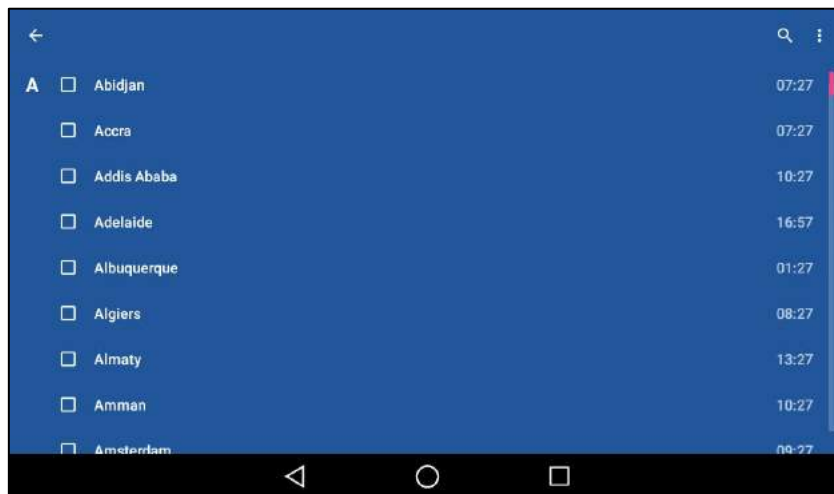 A Abidjan 07:27
Accra 07:27
Addis Ababa 10:27
Adelaide 16:57
Albuquerque 01:27
Algiers 08:27
Almaty 13:27
Amman 10:27
Amsterdam 09:27